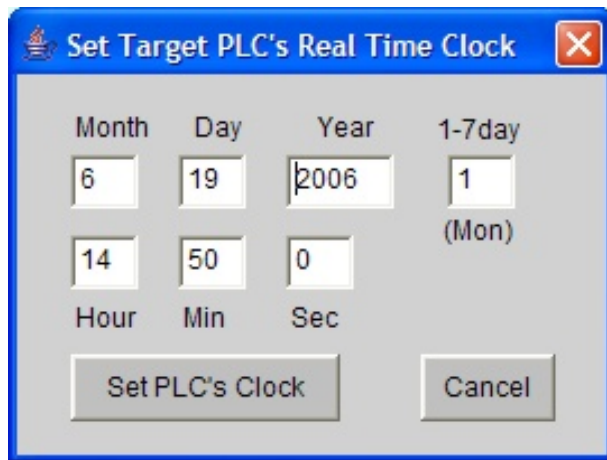 Set Target PLC's Real Time Clock
Month Day Year 1-7day
6 19 2006 1
(Mon)
14 50 0
Hour Min Sec
Set PLC's Clock Cancel